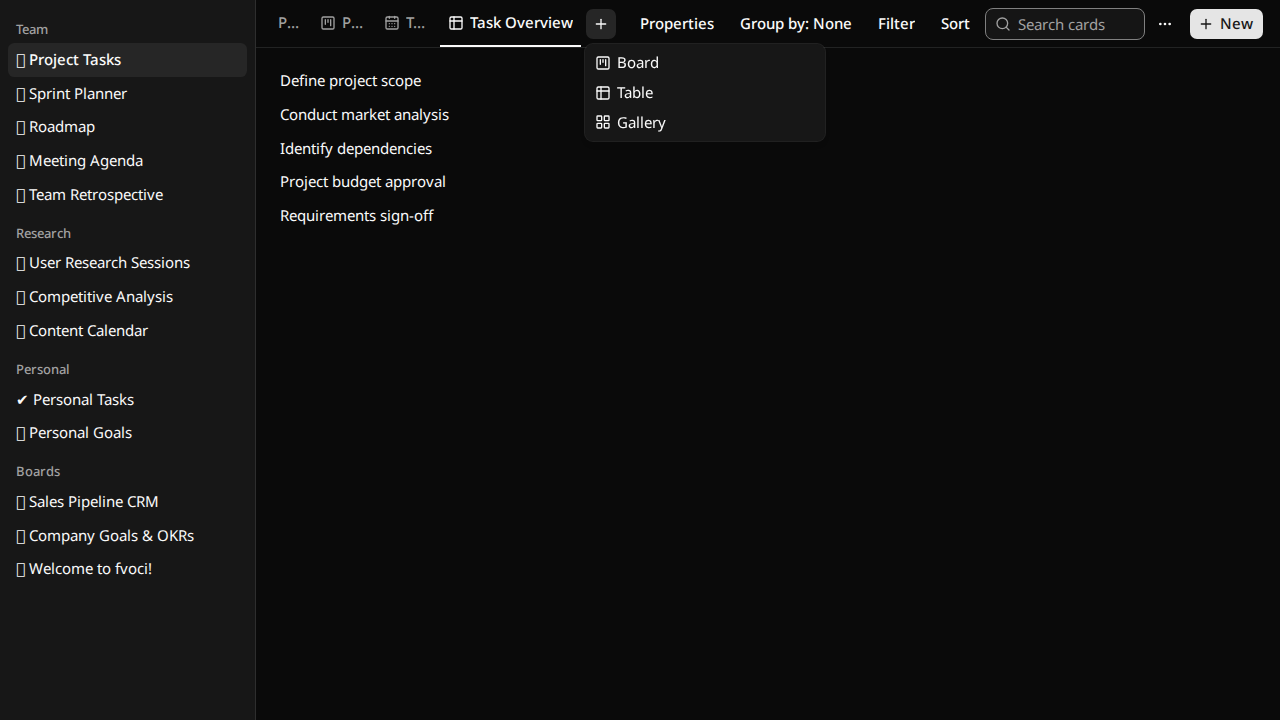 Team
Project Tasks
Sprint Planner
Roadmap
Meeting Agenda
Team Retrospective
Research
User Research Sessions
Competitive Analysis
Content Calendar
Personal
✔ Personal Tasks
Personal Goals
Boards
Sales Pipeline CRM
Company Goals & OKRs
Welcome to fvoci!
P... P... T... Task Overview Properties Group by: None Filter Sort Search cards ... New
Board
Table
Gallery
Define project scope
Conduct market analysis
Identify dependencies
Project budget approval
Requirements sign-off